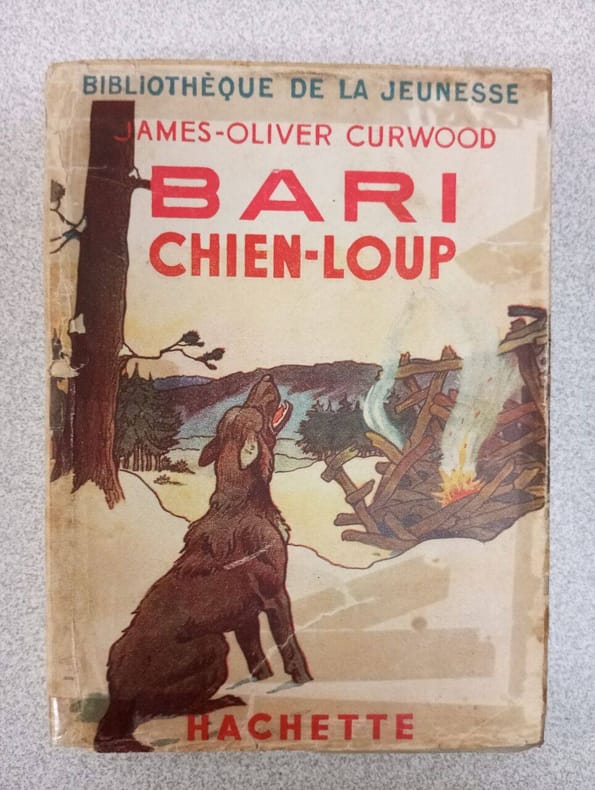 BIBLIOTHÈQUE DE LA JEUNESSE
JAMES-OLIVER CURWOOD
BARI
CHIEN-LOUP
HACHETTE